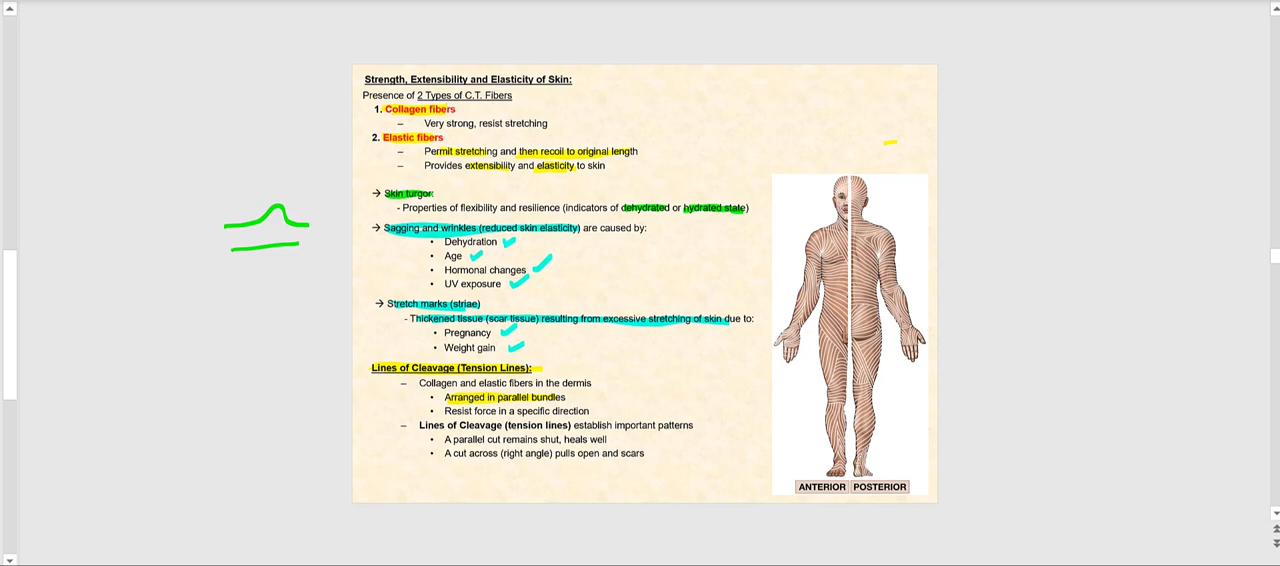 Strength, Extensibility and Elasticity of Skin:
Presence of 2 Types of C.T. Fibers
1. Collagen fibers
– Very strong, resist stretching
2. Elastic fibers
– Permit stretching and then recoil to original length
– Provides extensibility and elasticity to skin
→ Skin turgor:
- Properties of flexibility and resilience (indicators of dehydrated or hydrated state)
→ Sagging and wrinkles (reduced skin elasticity) are caused by:
• Dehydration
• Age
• Hormonal changes
• UV exposure
→ Stretch marks (striae)
- Thickened tissue (scar tissue) resulting from excessive stretching of skin due to:
• Pregnancy
• Weight gain
Lines of Cleavage (Tension Lines):
– Collagen and elastic fibers in the dermis
• Arranged in parallel bundles
• Resist force in a specific direction
– Lines of Cleavage (tension lines) establish important patterns
• A parallel cut remains shut, heals well
• A cut across (right angle) pulls open and scars
ANTERIOR POSTERIOR